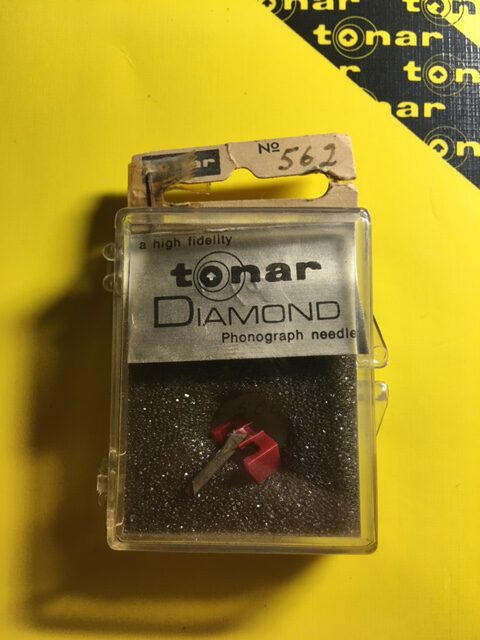 tonar
tonar
tonar
tonar
Nº 562
tonar
a high fidelity
tonar
DIAMOND
Phonograph needle